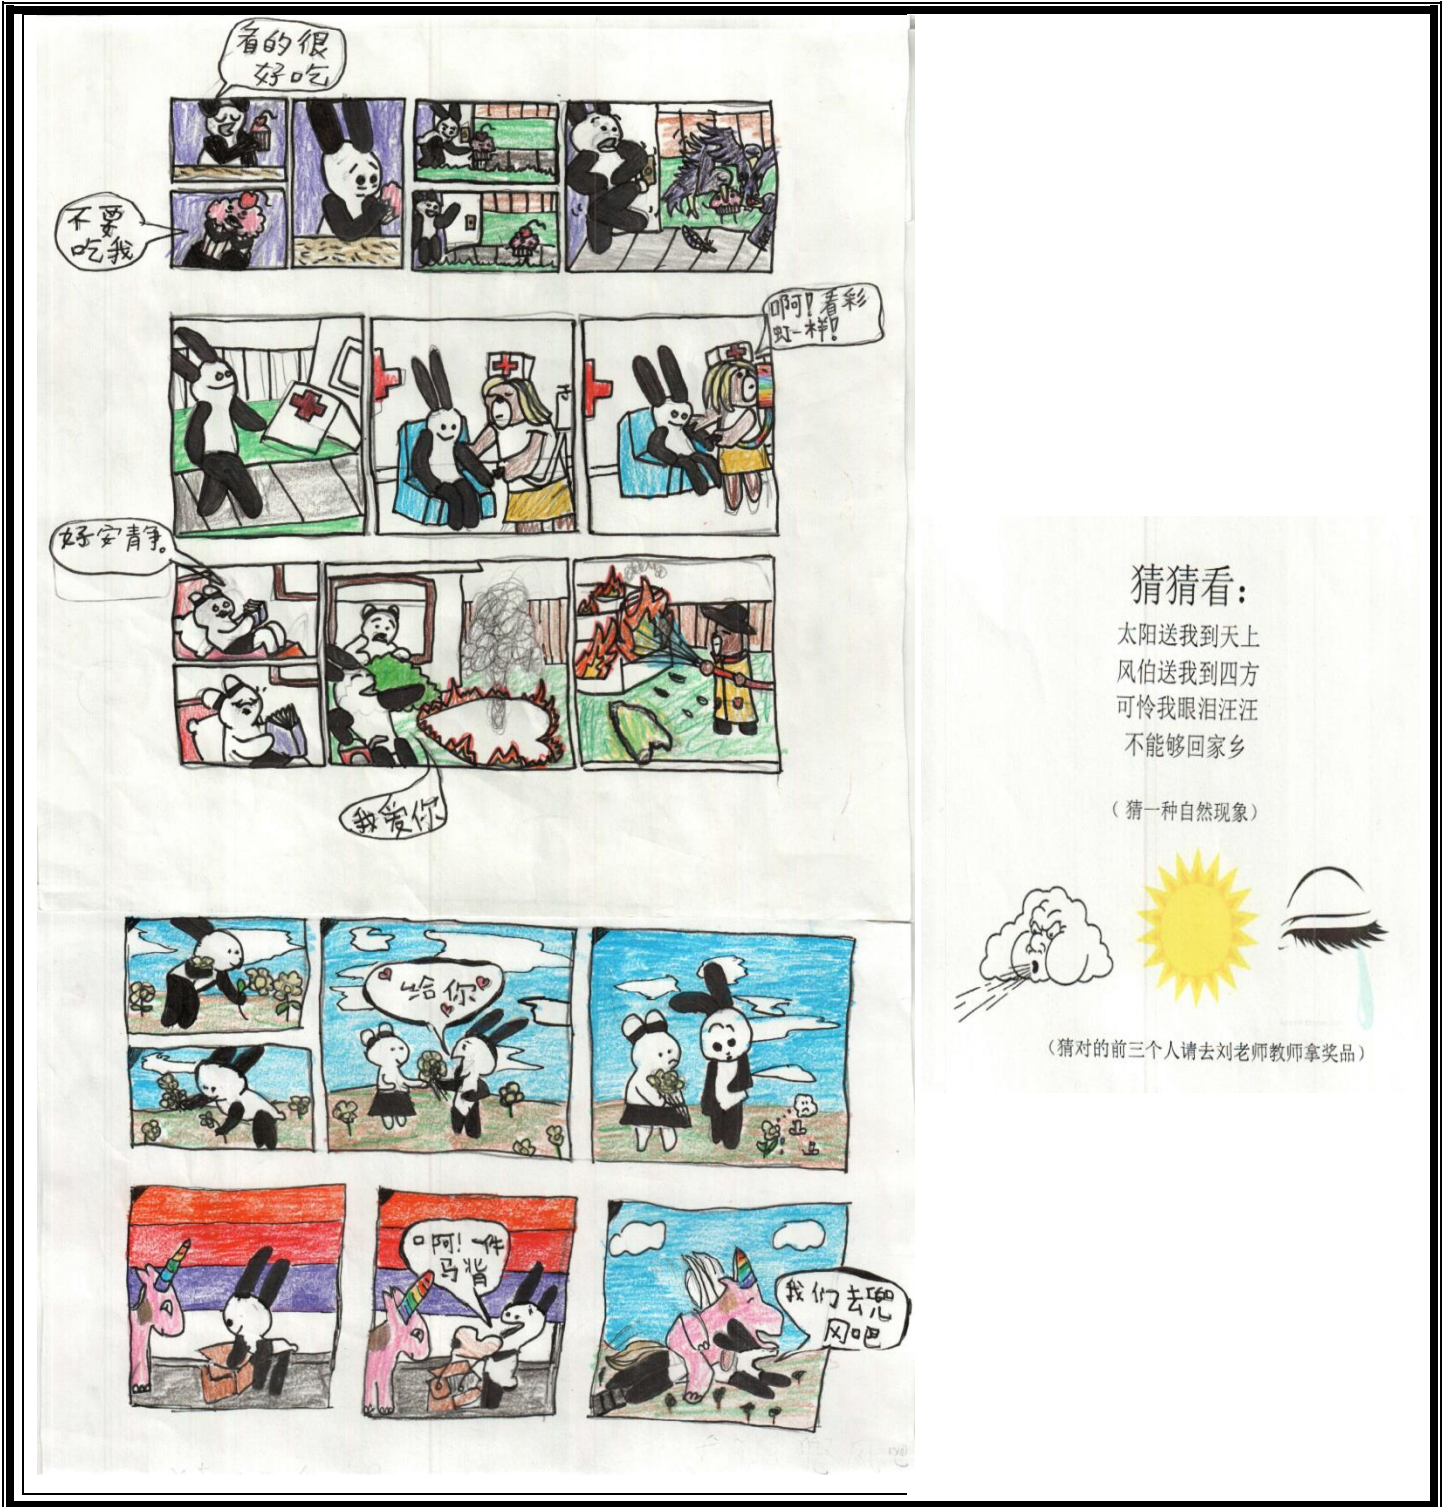 看的很
好吃
不要
吃我
啊！看彩
虹一样！
好安静。
我爱你
给你
啊！一件
马背
我们去兜
风吧
猜猜看：
太阳送我到天上
风伯送我到四方
可怜我眼泪汪汪
不能够回家乡
（ 猜一种自然现象）
（猜对的前三个人请去刘老师教师拿奖品）